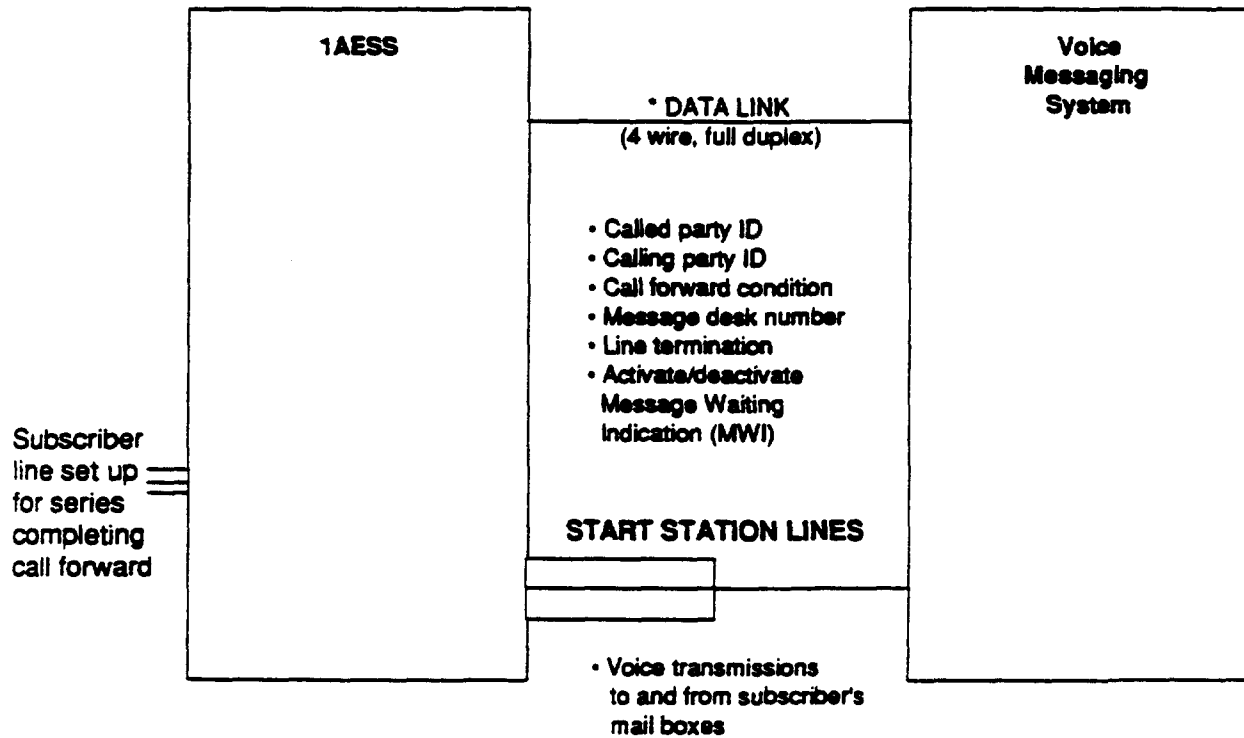 1AESS
Voice
Messaging
System
* DATA LINK
(4 wire, full duplex)
• Called party ID
• Calling party ID
• Call forward condition
• Message desk number
• Line termination
• Activate/deactivate
Message Waiting
Indication (MWI)
Subscriber
line set up
for series
completing
call forward
START STATION LINES
• Voice transmissions
to and from subscriber's
mail boxes